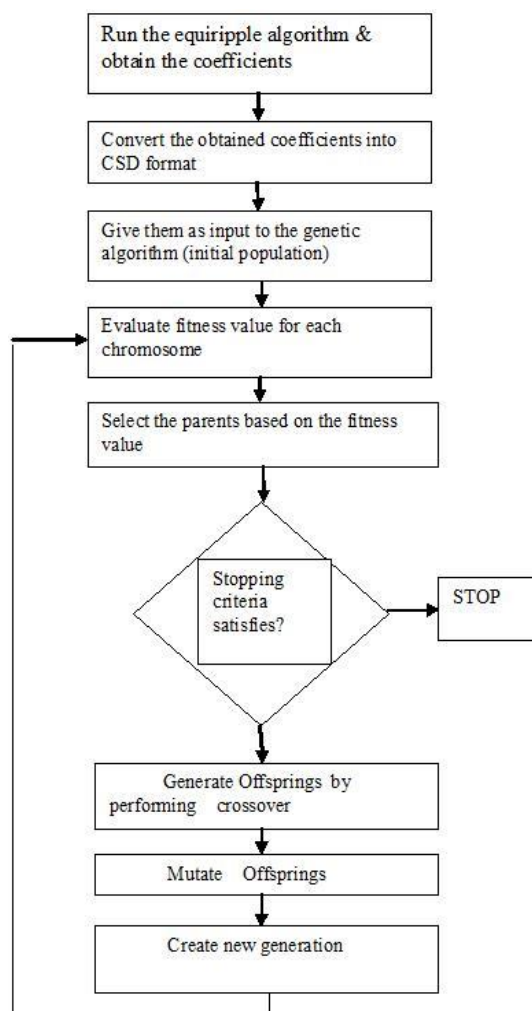 Run the equiripple algorithm &
obtain the coefficients
Convert the obtained coefficients into
CSD format
Give them as input to the genetic
algorithm (initial population)
Evaluate fitness value for each
chromosome
Select the parents based on the fitness
value
Stopping
criteria
satisfies?
STOP
Generate Offsprings by
performing crossover
Mutate Offsprings
Create new generation